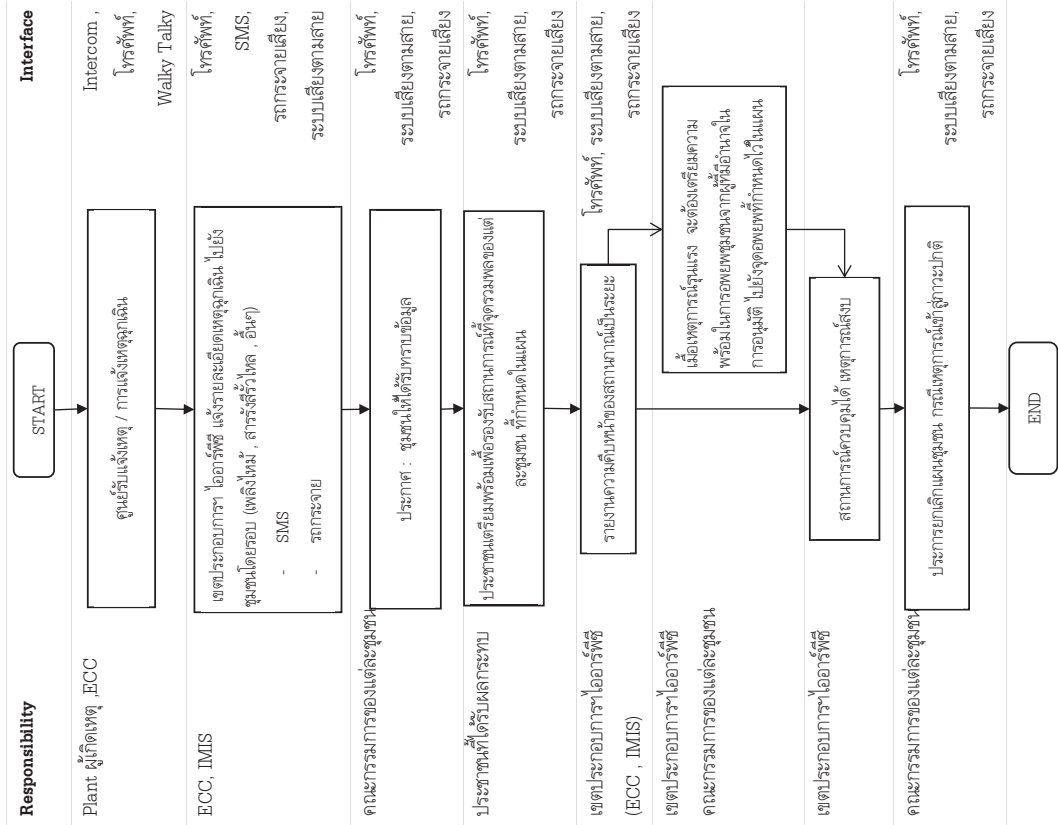 Responsibility
Interface
START
Plant ผู้เกิดเหตุ ,ECC
ศูนย์รับแจ้งเหตุ / การแจ้งเหตุฉุกเฉิน
Intercom ,
โทรศัพท์,
Walky Talky
ECC, IMIS
เขตประกอบการฯ ไออาร์พีซี แจ้งรายละเอียดเหตุฉุกเฉิน ไปยัง
ชุมชนโดยรอบ (เพลิงไหม้ , สารรังสีรั่วไหล , อื่นๆ)
- SMS
- รถกระจาย
โทรศัพท์,
SMS,
รถกระจายเสียง,
ระบบเสียงตามสาย
คณะกรรมการของแต่ละชุมชน
ประกาศ : ชุมชนให้ได้รับทราบข้อมูล
โทรศัพท์,
ระบบเสียงตามสาย,
รถกระจายเสียง
ประชาชนที่ได้รับผลกระทบ
ประชาชนเตรียมพร้อมเพื่อรองรับสถานการณ์ที่จุดรวมพลของแต่
ละชุมชน ที่กำหนดในแผน
โทรศัพท์,
ระบบเสียงตามสาย,
รถกระจายเสียง
เขตประกอบการฯไออาร์พีซี
(ECC , IMIS)
รายงานความคืบหน้าของสถานภาณ์เป็นระยะ
โทรศัพท์, ระบบเสียงตามสาย,
รถกระจายเสียง
เขตประกอบการฯไออาร์พีซี
คณะกรรมการของแต่ละชุมชน
เมื่อเหตุการณ์รุนแรง จะต้องเตรียมความ
พร้อมในการอพยพชุมชนจากผู้ที่มีอำนาจใน
การอนุมัติ ไปยังจุดอพยพที่กำหนดไว้ในแผน
เขตประกอบการฯไออาร์พีซี
สถานการณ์ควบคุมได้ เหตุการณ์สงบ
คณะกรรมการของแต่ละชุมชน
ประการยกเลิกแผนชุมชน กรณีเหตุการณ์เข้าสู่ภาวะปกติ
โทรศัพท์,
ระบบเสียงตามสาย,
รถกระจายเสียง
END